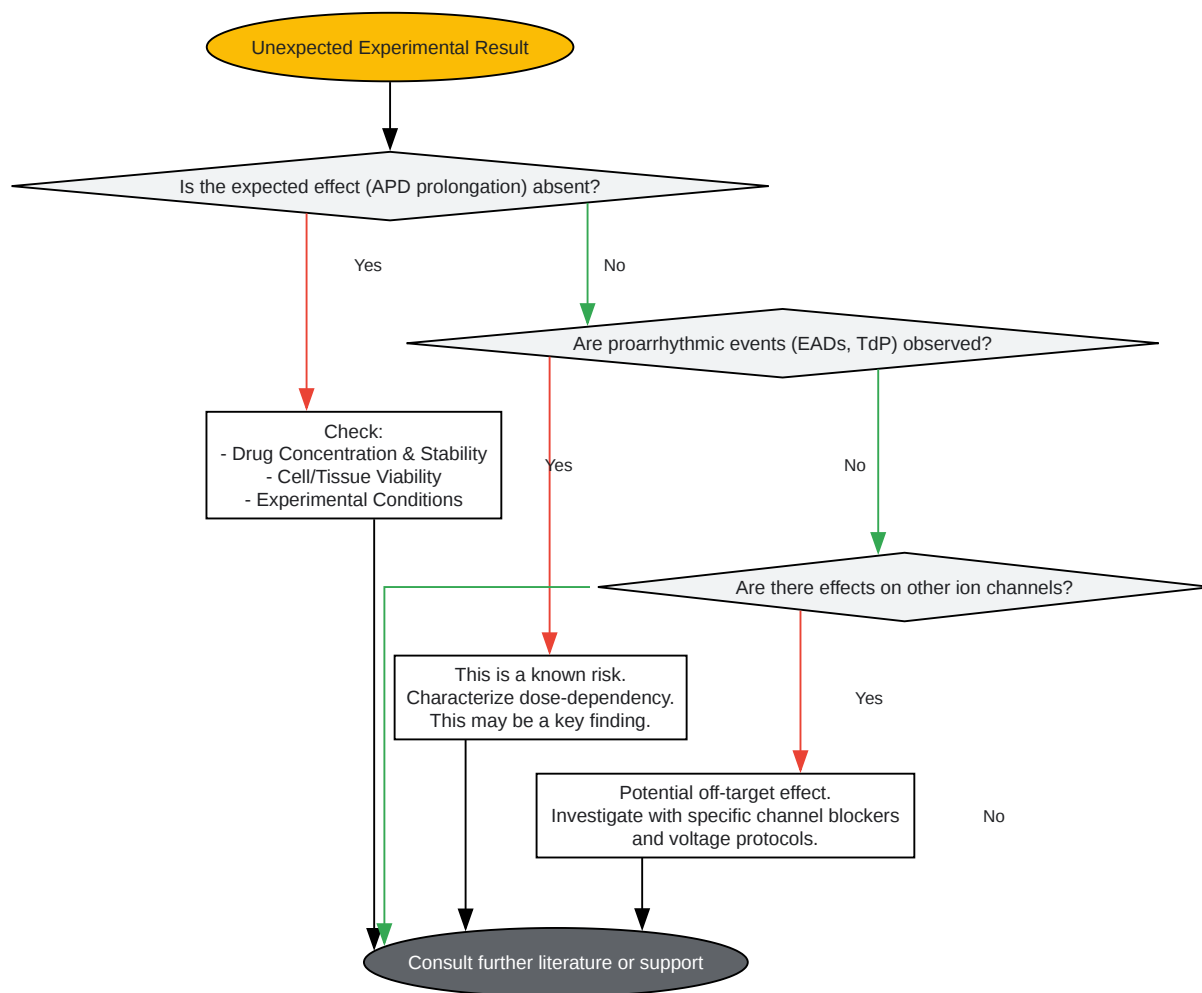 Unexpected Experimental Result
Is the expected effect (APD prolongation) absent?
Yes
No
Are proarrhythmic events (EADs, TdP) observed?
Check:
- Drug Concentration & Stability
- Cell/Tissue Viability
- Experimental Conditions
Yes
No
Are there effects on other ion channels?
This is a known risk.
Characterize dose-dependency.
This may be a key finding.
Yes
Potential off-target effect.
Investigate with specific channel blockers
and voltage protocols.
No
Consult further literature or support